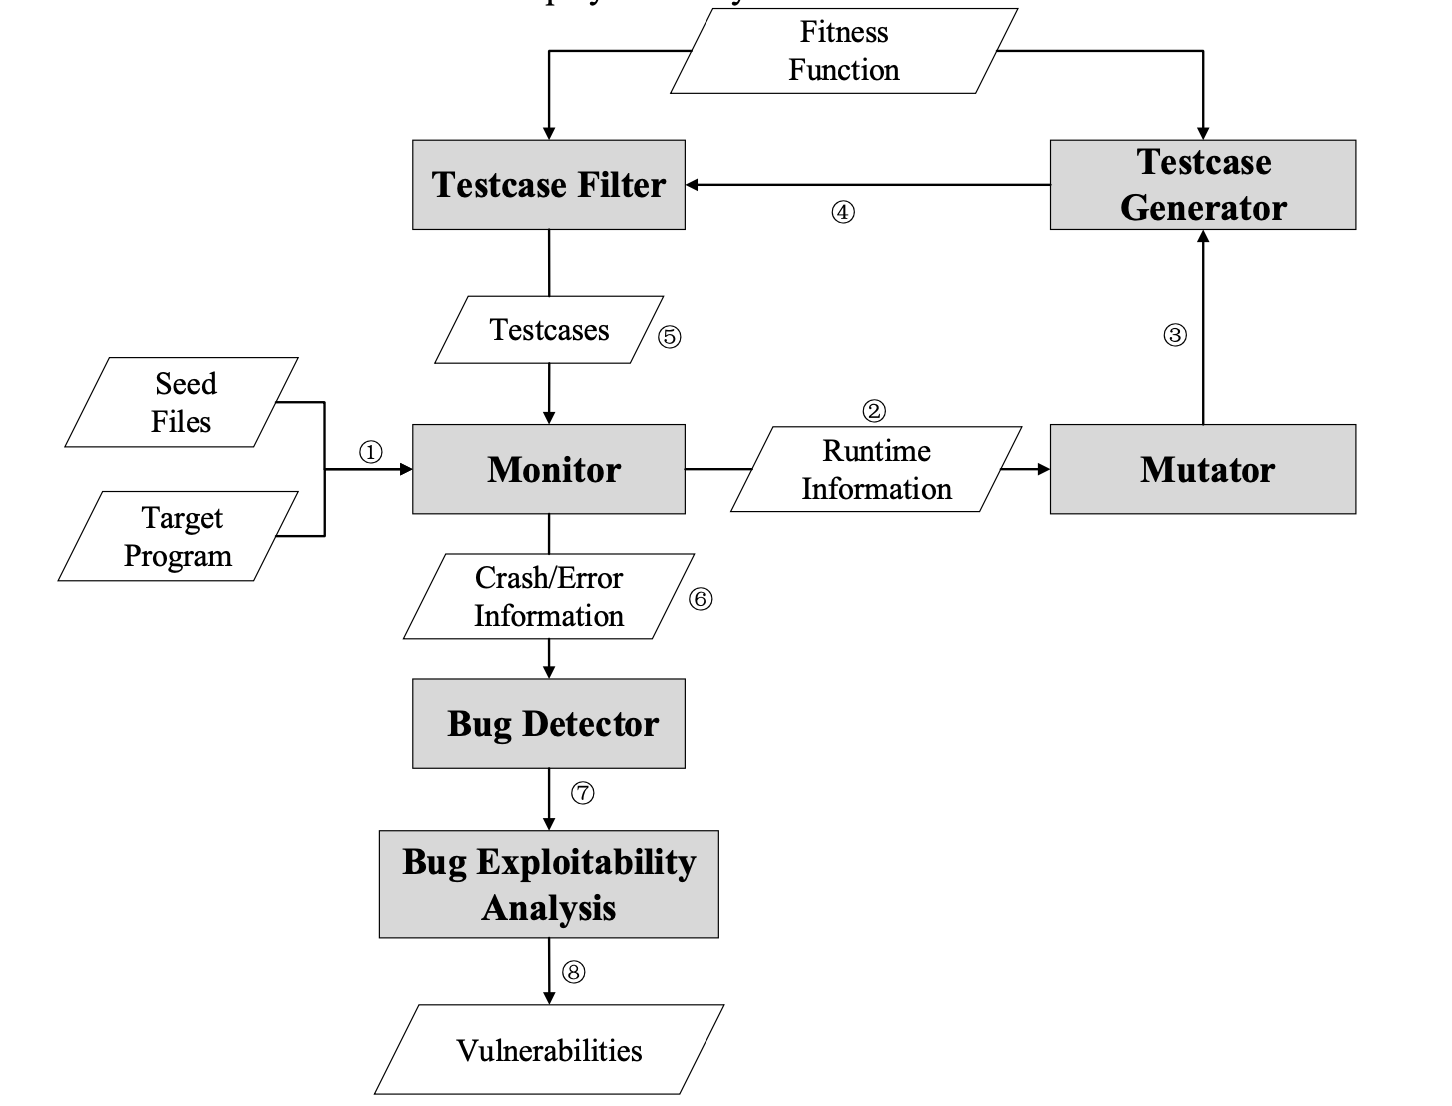 Fitness
Function
Testcase Filter
Testcase
Generator
④
Testcases
⑤
③
Seed
Files
①
②
Monitor
Runtime
Information
Mutator
Target
Program
Crash/Error
Information
⑥
Bug Detector
⑦
Bug Exploitability
Analysis
⑧
Vulnerabilities